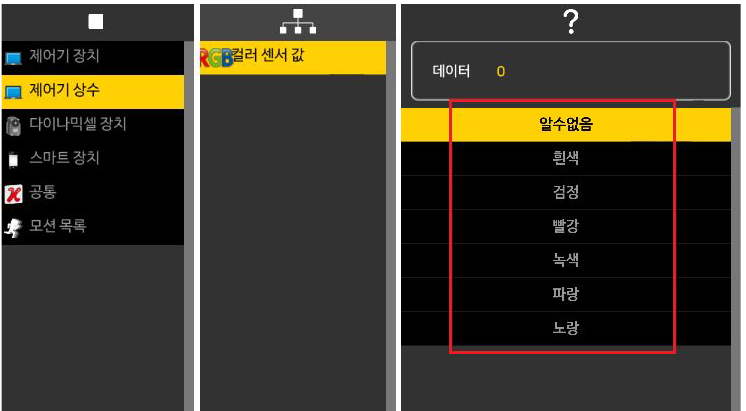 제어기 장치
제어기 상수
다이나믹셀 장치
스마트 장치
공통
모션 목록
RGB 컬러 센서 값
?
데이터 0
알수없음
흰색
검정
빨강
녹색
파랑
노랑